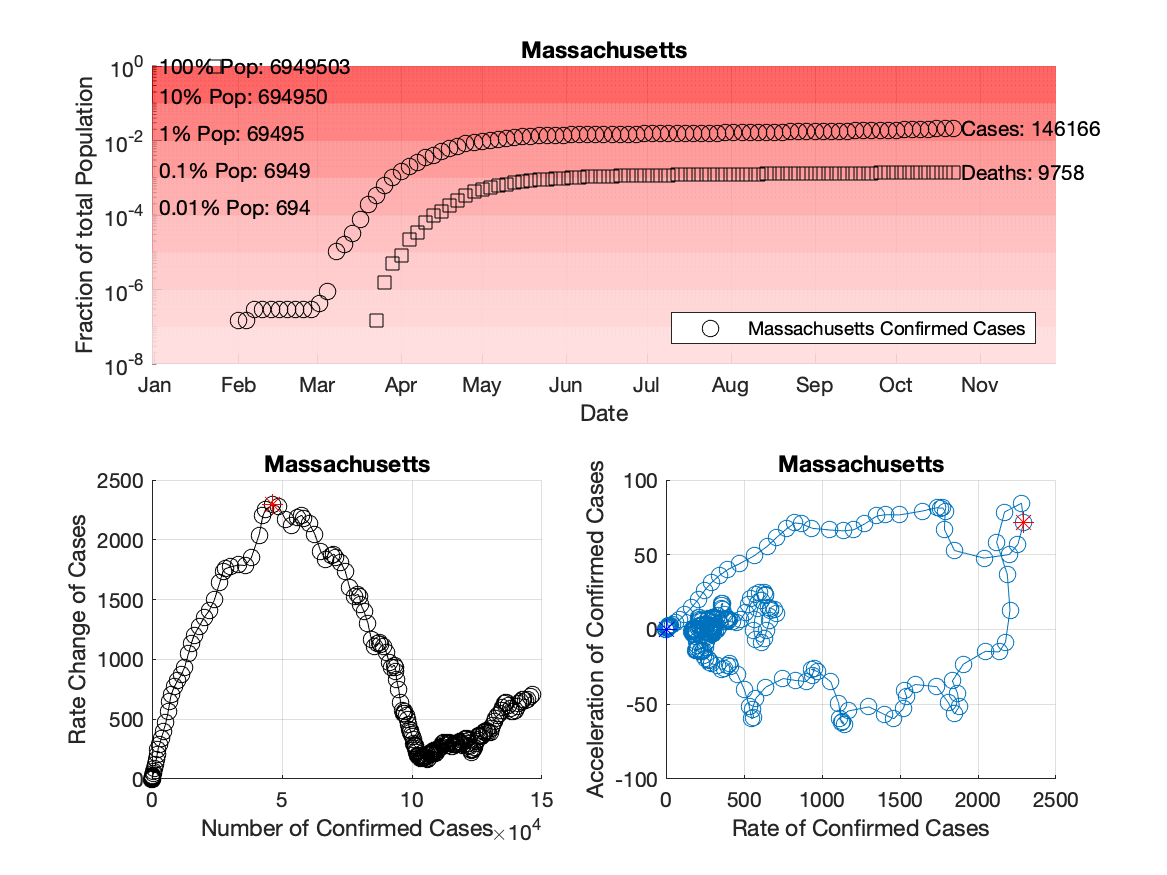 Massachusetts
10^0
10^-2
10^-4
10^-6
10^-8
Fraction of total Population
100% Pop: 6949503
10% Pop: 694950
1% Pop: 69495
0.1% Pop: 6949
0.01% Pop: 694
Cases: 146166
Deaths: 9758
Massachusetts Confirmed Cases
Jan Feb Mar Apr May Jun Jul Aug Sep Oct Nov
Date
Massachusetts
2500
2000
1500
1000
500
0
Rate Change of Cases
0 5 10 15
Number of Confirmed Cases ×10^4
Massachusetts
100
50
0
-50
-100
Acceleration of Confirmed Cases
0 500 1000 1500 2000 2500
Rate of Confirmed Cases